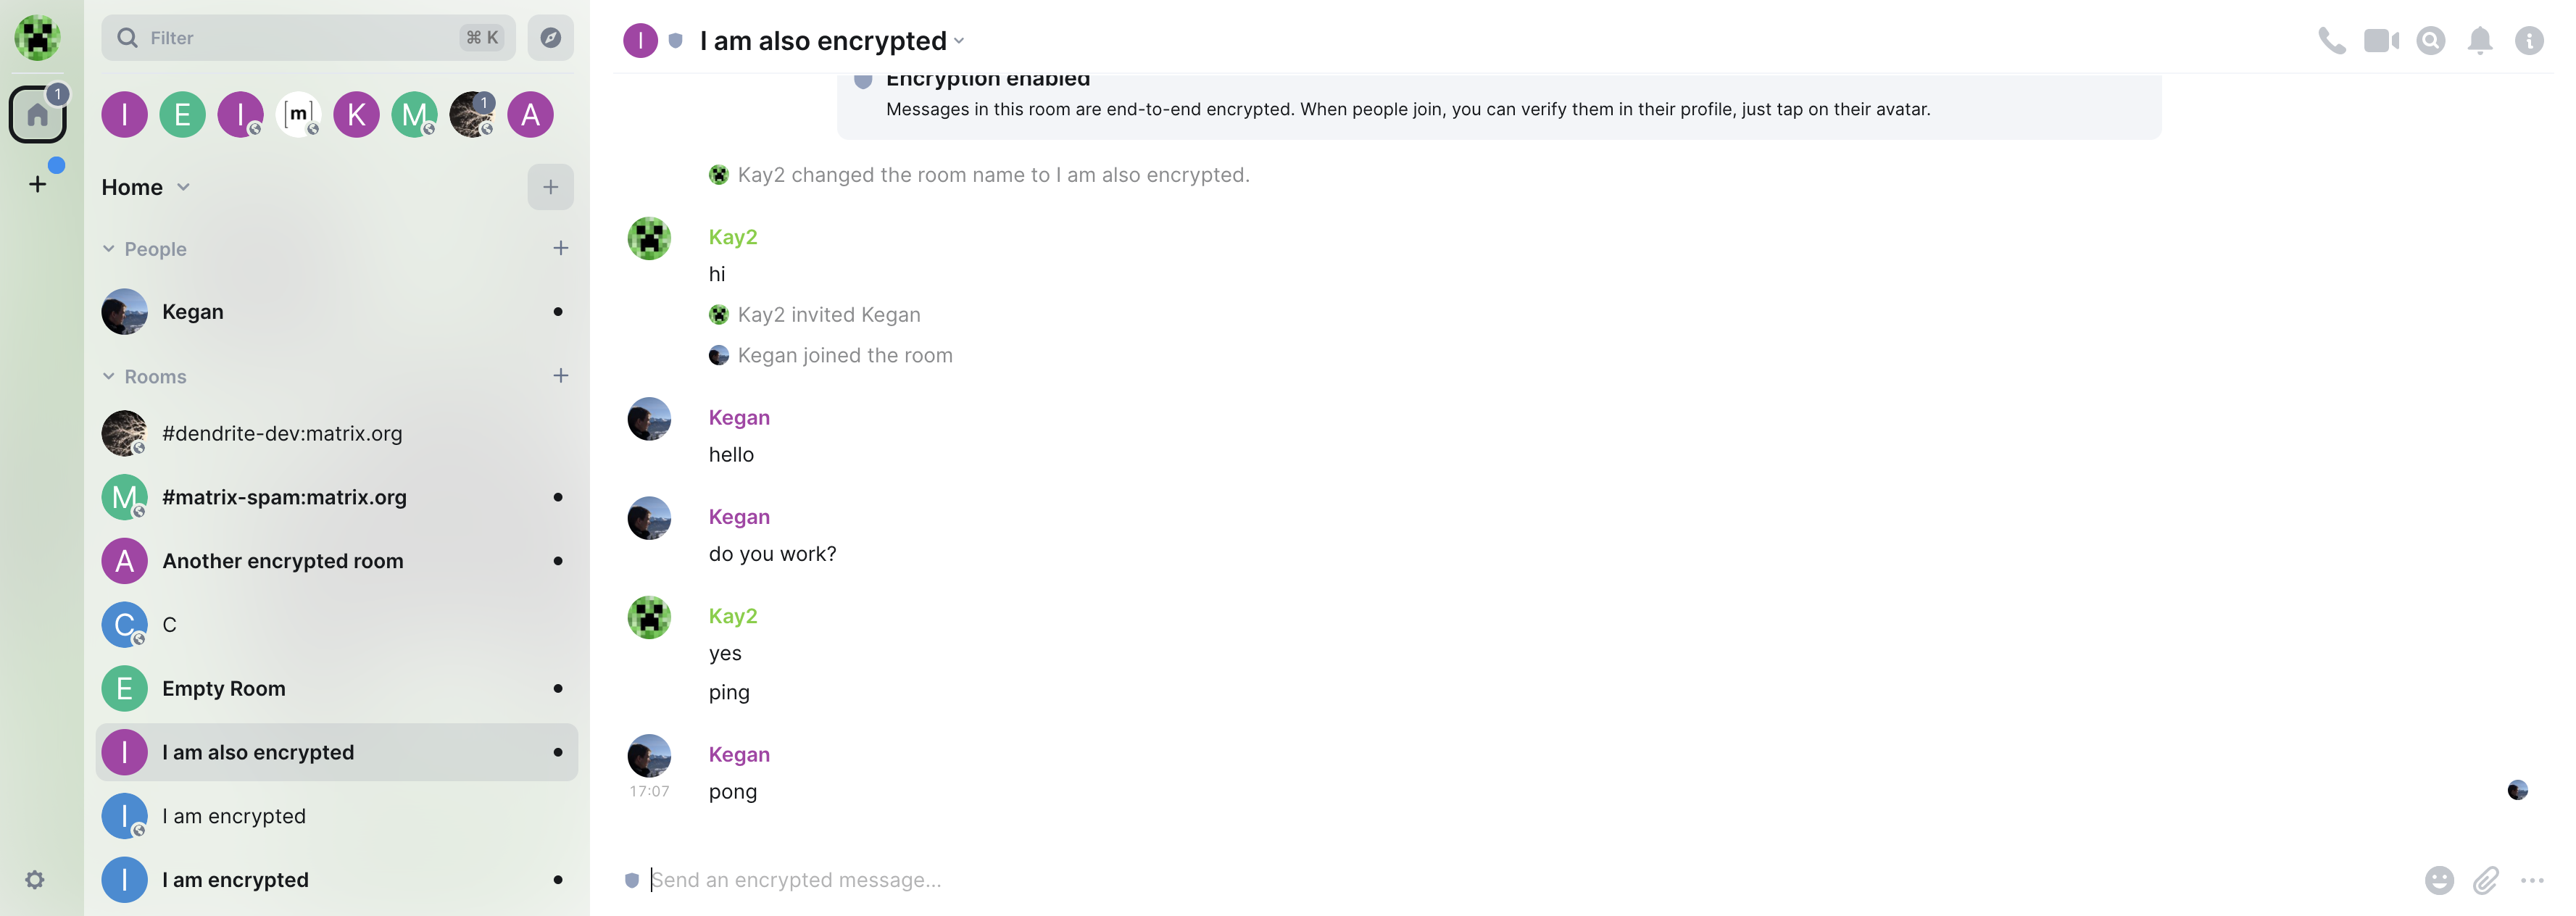 Filter
⌘ K
1
I
E
I
[m]
K
M
1
A
Home
People
Kegan
Rooms
#dendrite-dev:matrix.org
M
#matrix-spam:matrix.org
A
Another encrypted room
C
C
E
Empty Room
I
I am also encrypted
I
I am encrypted
I
I am encrypted
I
I am also encrypted
Encryption enabled
Messages in this room are end-to-end encrypted. When people join, you can verify them in their profile, just tap on their avatar.
Kay2 changed the room name to I am also encrypted.
Kay2
hi
Kay2 invited Kegan
Kegan joined the room
Kegan
hello
Kegan
do you work?
Kay2
yes
ping
Kegan
17:07 pong
Send an encrypted message...